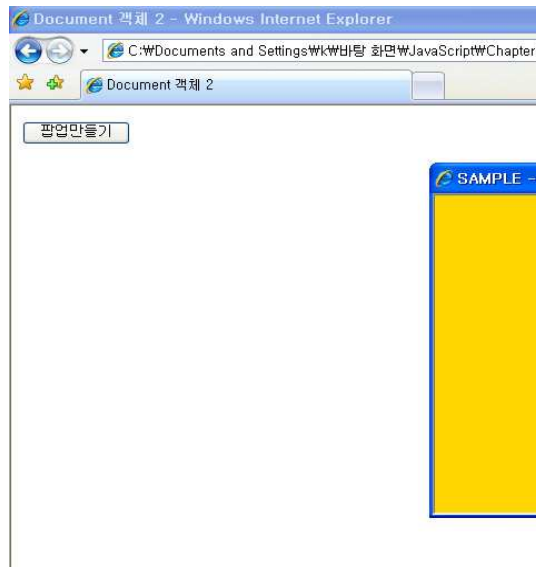 Document 객체 2 - Windows Internet Explorer
C:₩Documents and Settings₩k₩바탕 화면₩JavaScript₩Chapter
Document 객체 2
팝업만들기
SAMPLE -